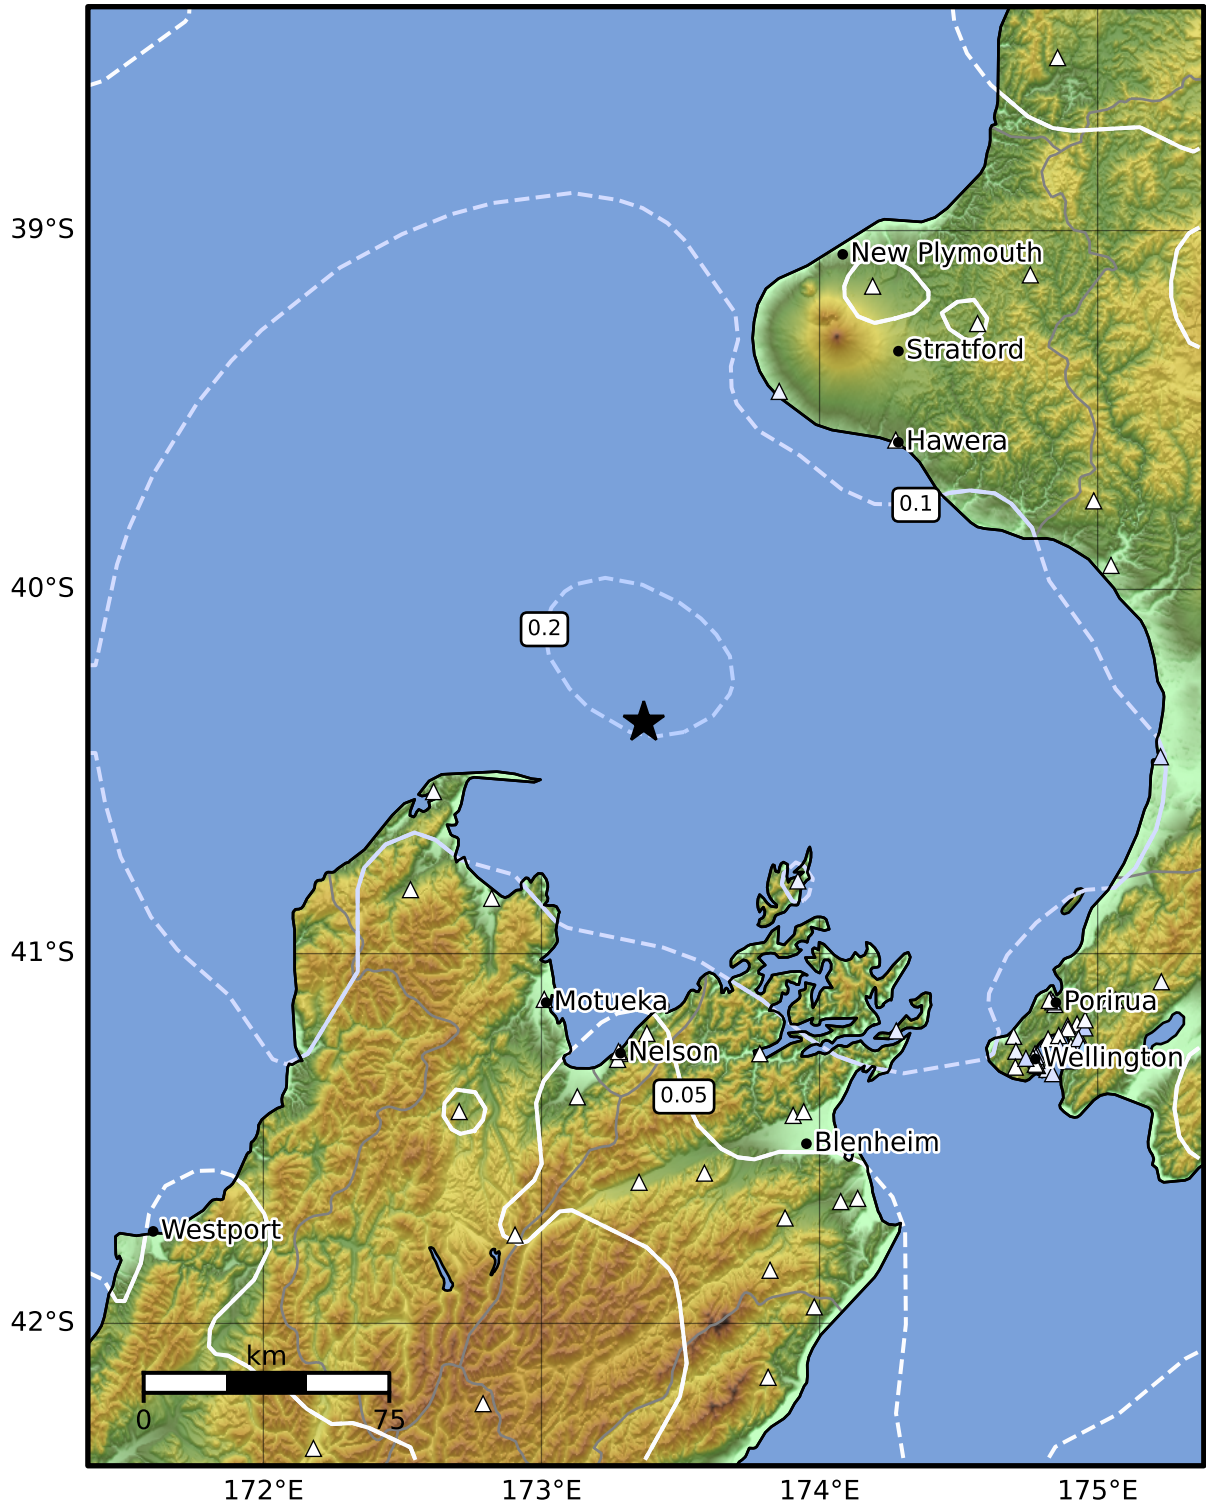 39°S
New Plymouth
Stratford
Hawera
0.1
40°S
0.2
41°S
Motueka
Porirua
Nelson
Wellington
0.05
Blenheim
Westport
42°S
km
0
75
172°E
173°E
174°E
175°E